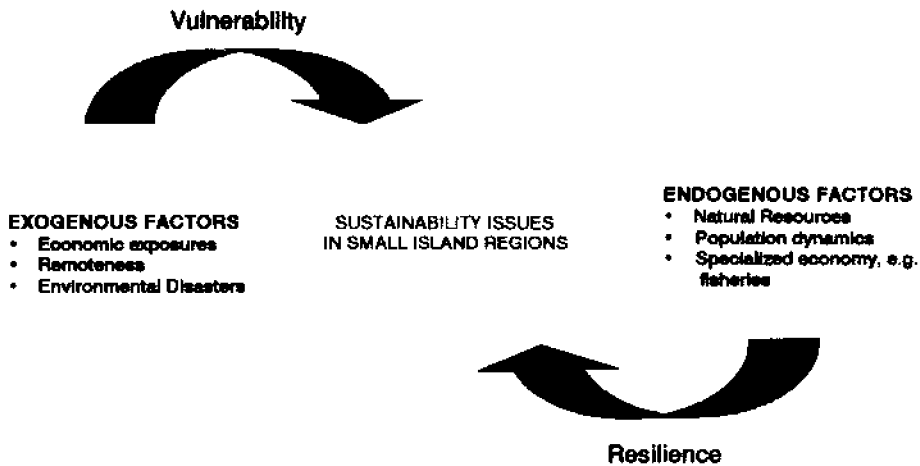 Vulnerability
EXOGENOUS FACTORS
• Economic exposures
• Remoteness
• Environmental Disasters
SUSTAINABILITY ISSUES
IN SMALL ISLAND REGIONS
ENDOGENOUS FACTORS
• Natural Resources
• Population dynamics
• Specialized economy, e.g.
fisheries
Resilience